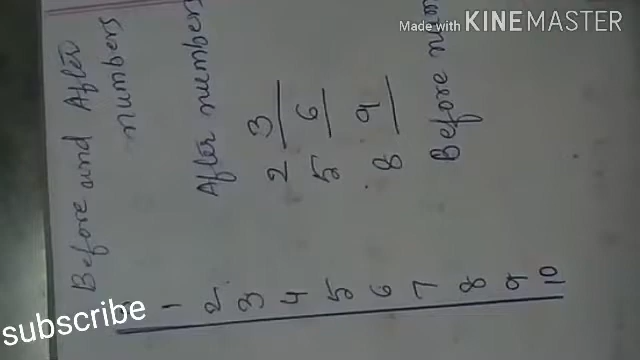 Made with KINEMASTER
Before and After
numbers
After numbers
2 3
5 6
8 9
Before
1
2
3
4
5
6
7
8
9
10
subscribe